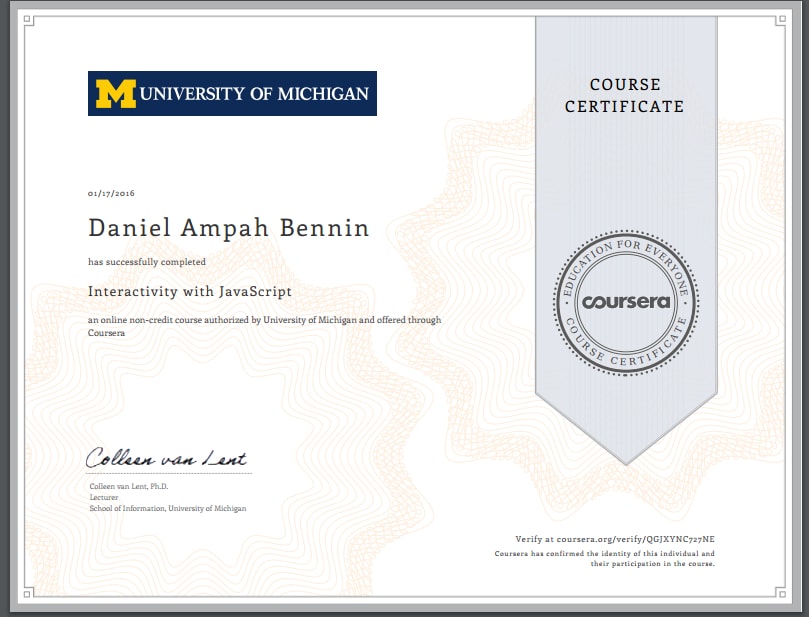 M UNIVERSITY OF MICHIGAN
COURSE
CERTIFICATE
01/17/2016
Daniel Ampah Bennin
has successfully completed
Interactivity with JavaScript
an online non-credit course authorized by University of Michigan and offered through
Coursera
EDUCATION FOR EVERYONE
coursera
COURSE CERTIFICATE
Colleen van Lent
Colleen van Lent, Ph.D.
Lecturer
School of Information, University of Michigan
Verify at coursera.org/verify/QGJXYNC727NE
Coursera has confirmed the identity of this individual and
their participation in the course.